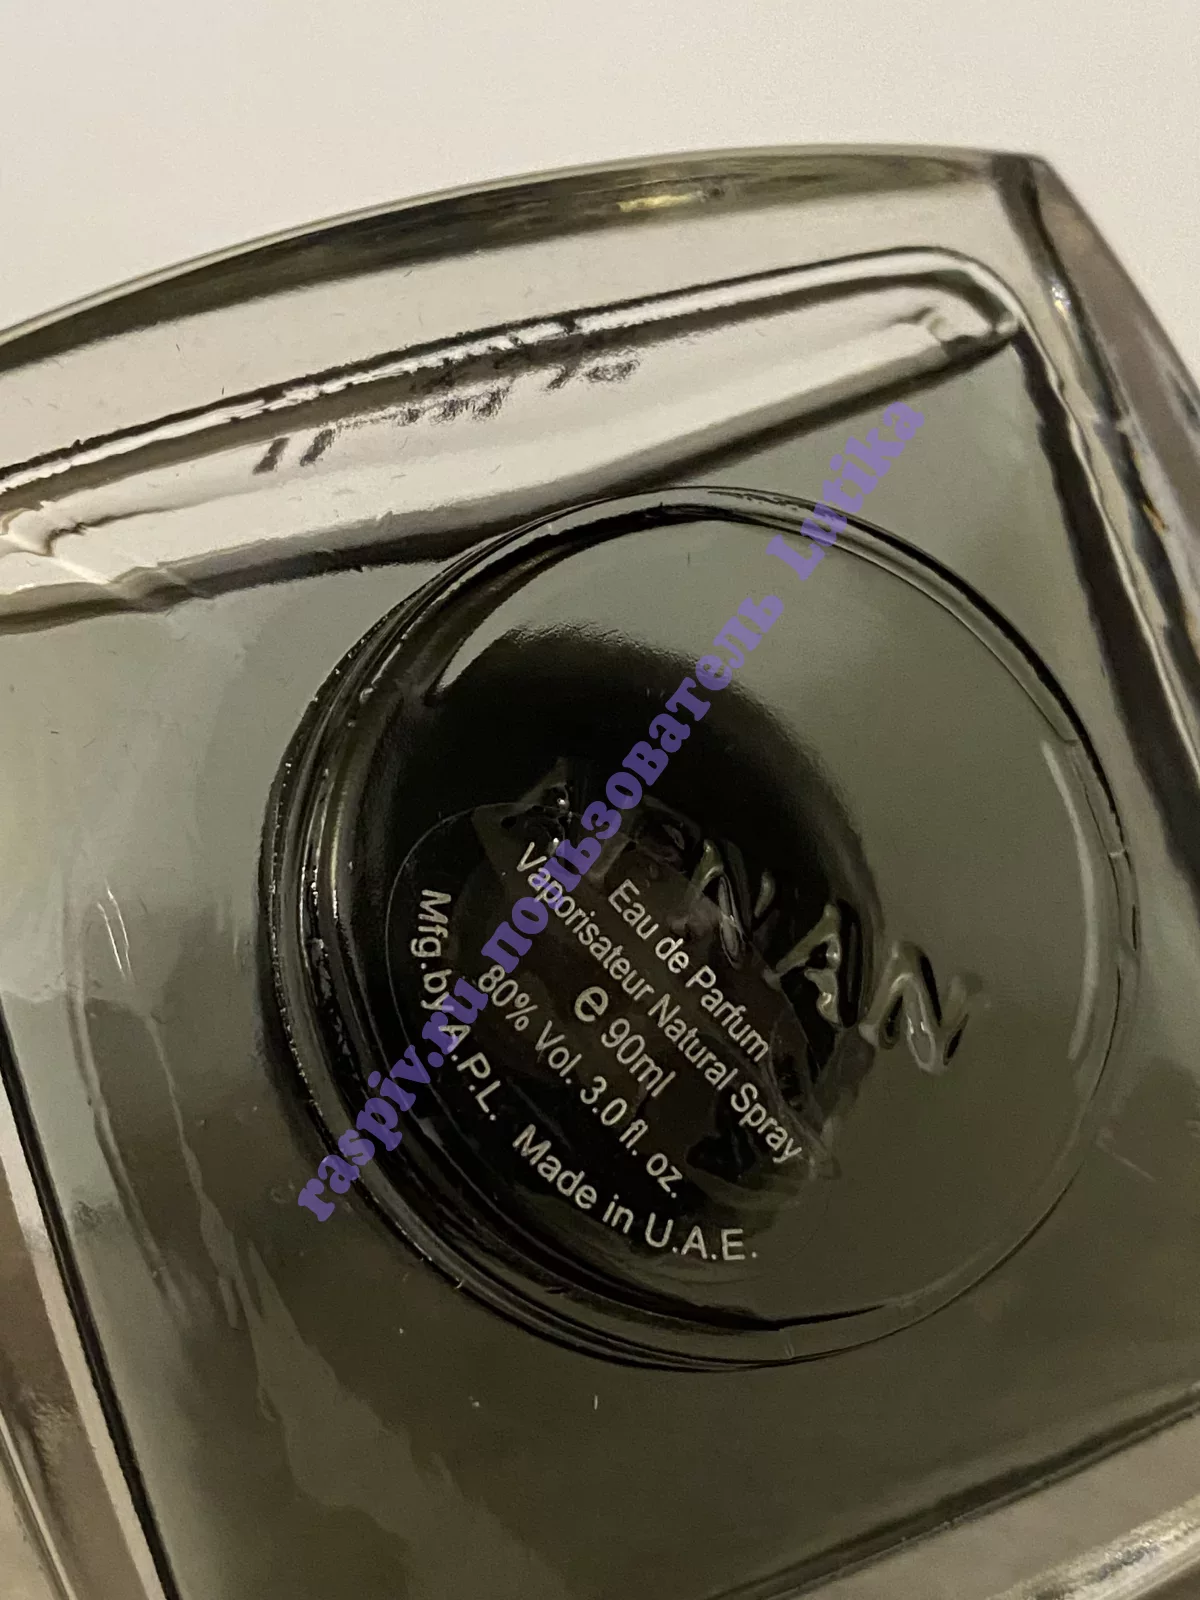 Eau de Parfum
Vaporisateur Natural Spray
e 90ml
80% Vol. 3.0 fl. oz.
Mfg.by A.P.L. Made in U.A.E.
raspiv.ru пользователь Lutika